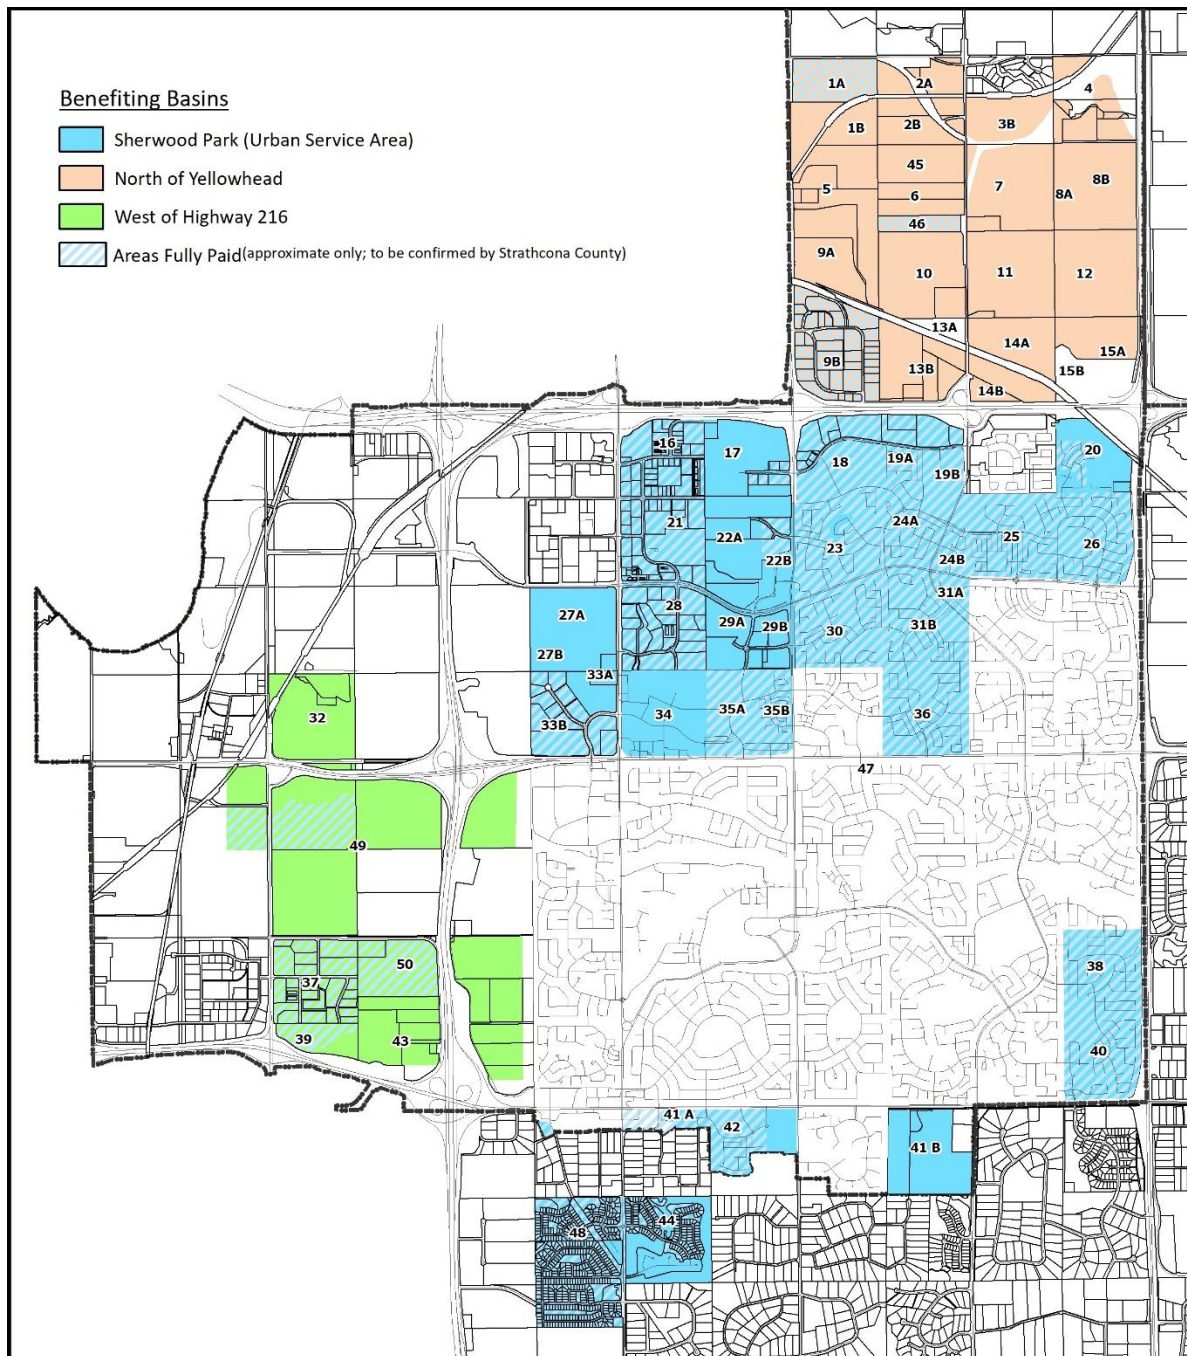 Benefiting Basins
Sherwood Park (Urban Service Area)
North of Yellowhead
West of Highway 216
Areas Fully Paid(approximate only; to be confirmed by Strathcona County)
1A
2A
4
1B
2B
3B
45
5
6
7
8A
8B
46
9A
10
11
12
13A
14A
15A
9B
13B
15B
14B
16
17
18
19A
19B
20
21
22A
22B
23
24A
24B
25
26
27A
27B
28
29A
29B
30
31A
31B
32
33A
33B
34
35A
35B
36
47
49
37
50
39
43
38
40
41 A
42
41 B
48
44